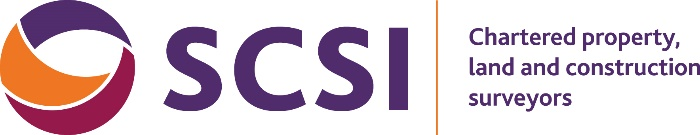 SCSI
Chartered property,
land and construction
surveyors